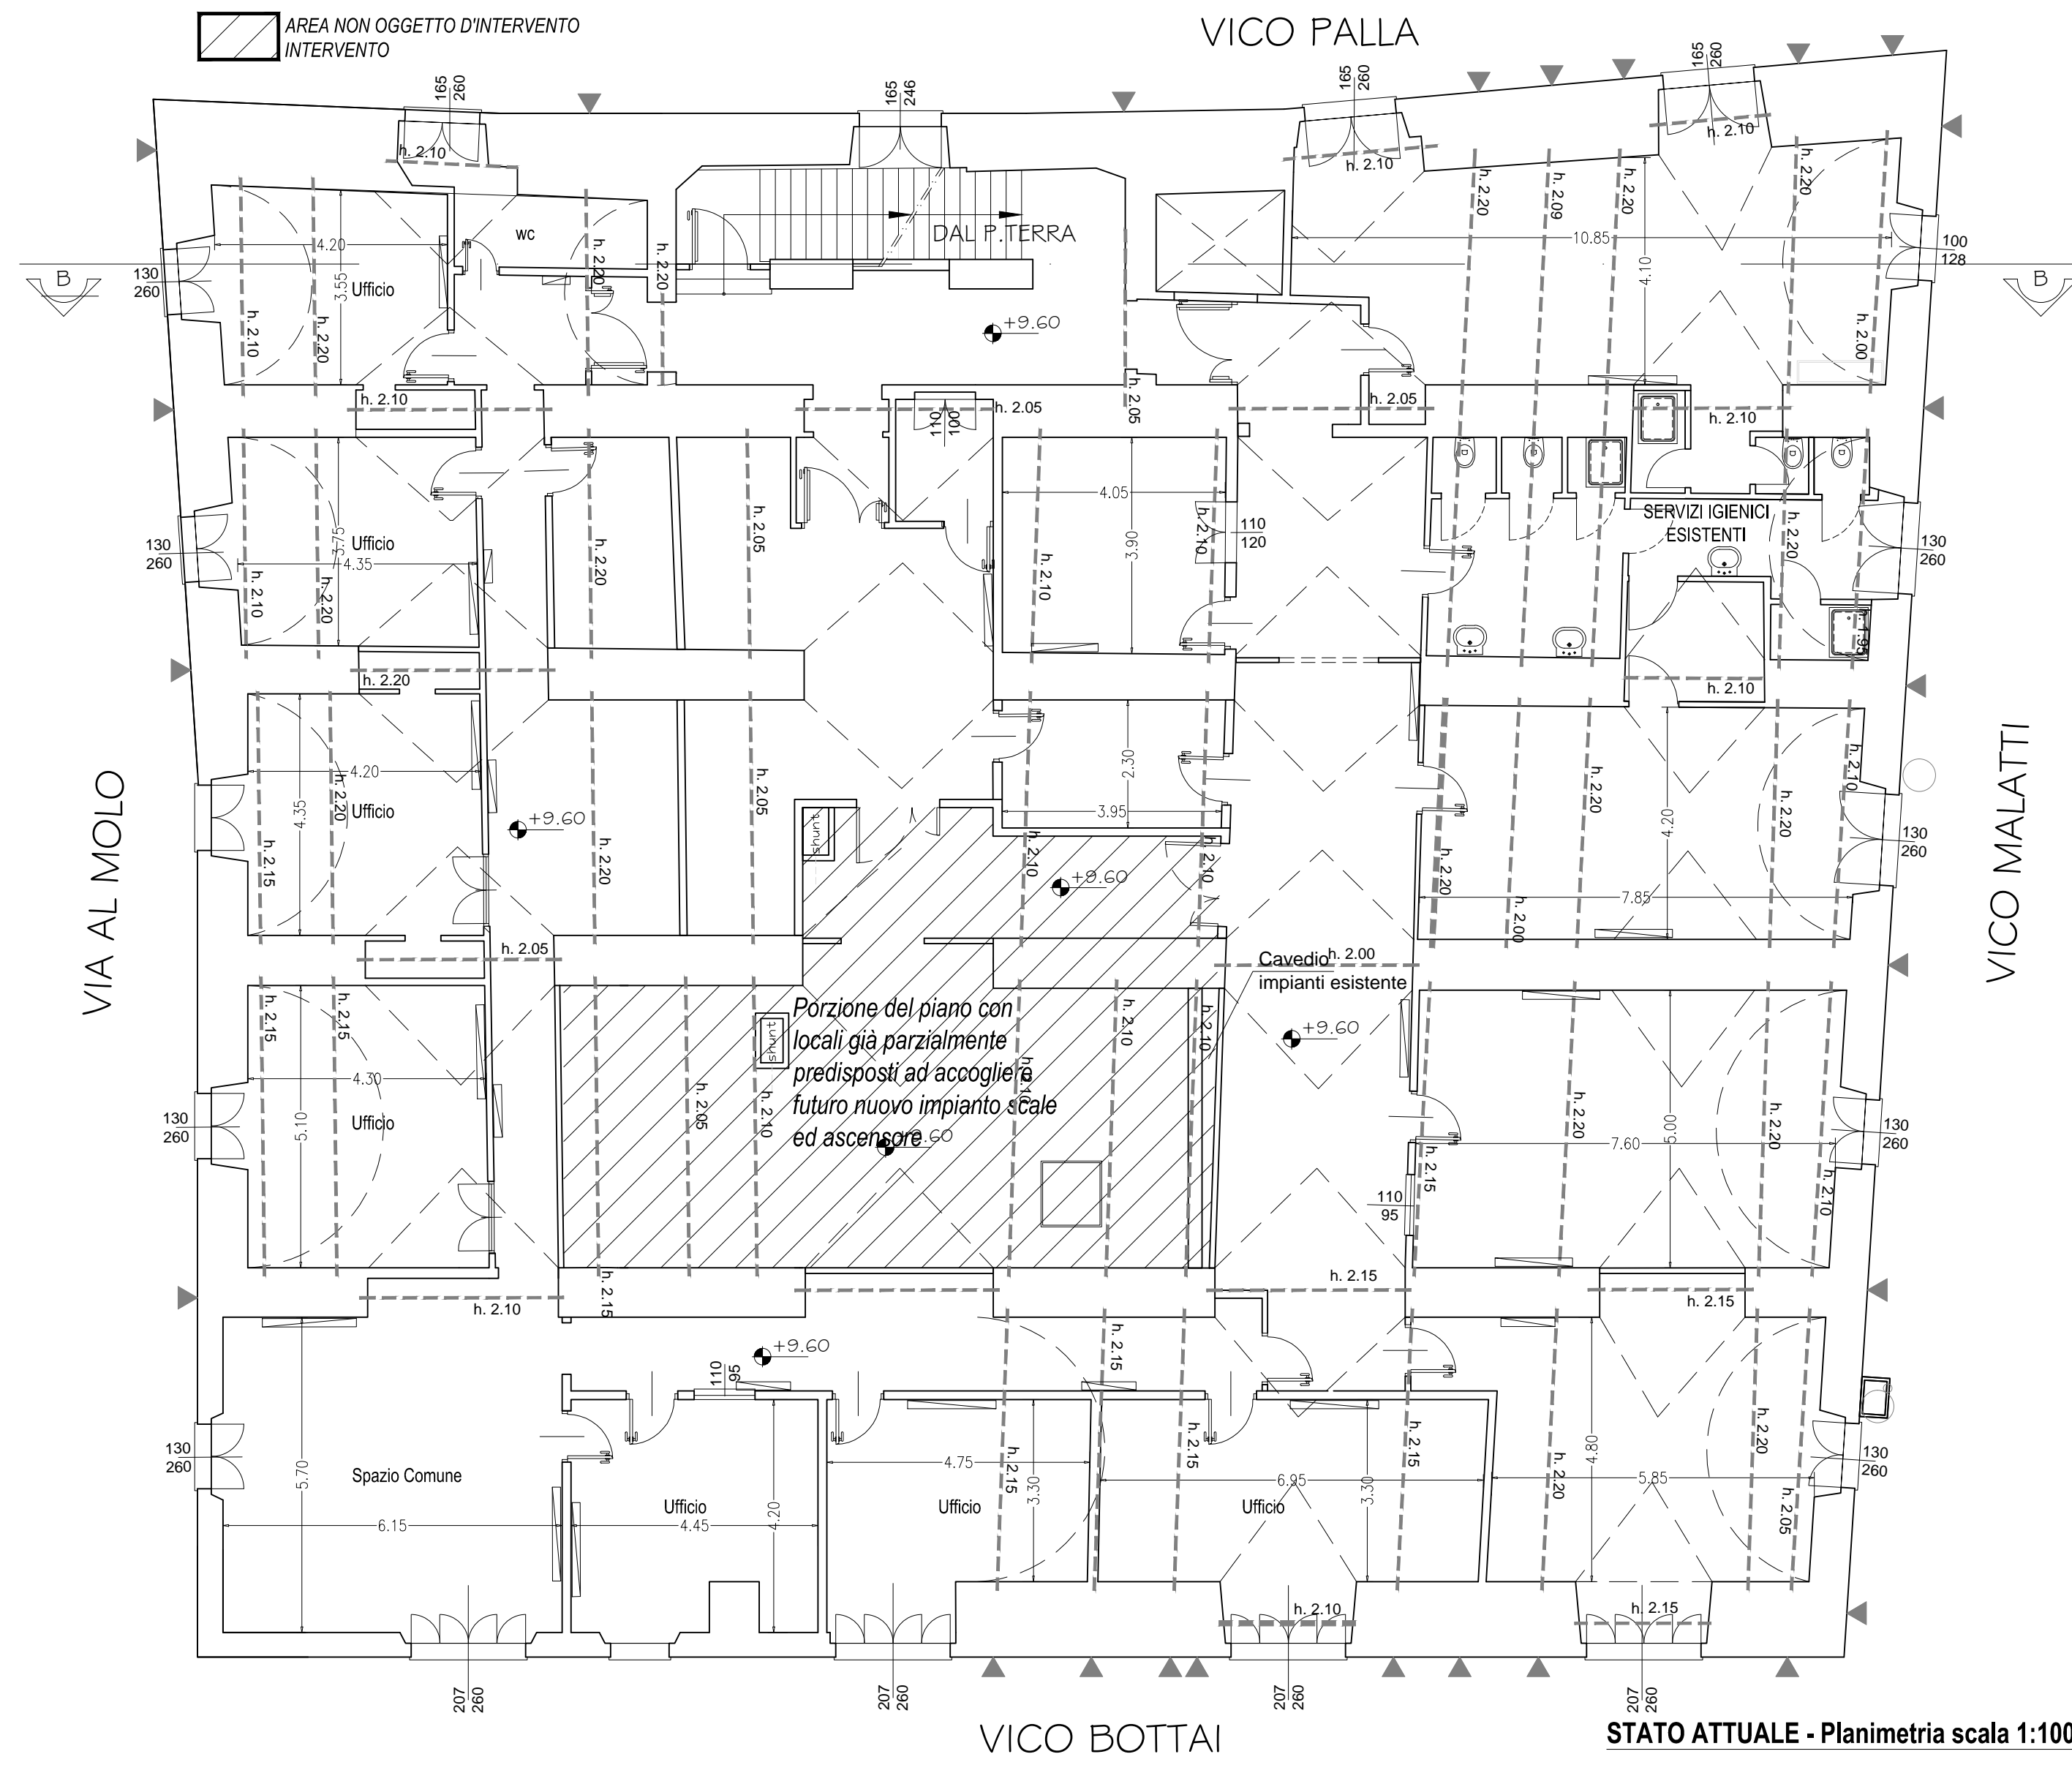 AREA NON OGGETTO D'INTERVENTO
INTERVENTO
VICO PALLA
165
260
165
246
165
260
165
260
h. 2.10
h. 2.10
h. 2.10
WC
DAL P.TERRA
h. 2.20
h. 2.09
h. 2.20
h. 2.20
4.20
3.55
Ufficio
h. 2.20
h. 2.20
10.85
4.10
100
128
B
130
260
B
h. 2.10
h. 2.20
+9.60
h. 2.00
h. 2.10
h. 2.05
h. 2.05
h. 2.05
h. 2.10
110
100
4.05
3.90
h. 2.10
h. 2.10
110
120
SERVIZI IGIENICI
ESISTENTI
h. 2.20
h. 1.95
130
260
130
260
Ufficio
3.75
4.35
h. 2.10
h. 2.20
h. 2.20
h. 2.05
h. 2.20
h. 2.10
VIA AL MOLO
4.20
4.35
Ufficio
h. 2.20
h. 2.15
+9.60
h. 2.20
h. 2.05
shunt
2.30
3.95
h. 2.10
h. 2.10
+9.60
h. 2.20
h. 2.00
h. 2.20
4.20
7.85
h. 2.20
h. 2.10
130
260
VICO MALATTI
h. 2.05
Cavedio
impianti esistente
h. 2.00
h. 2.15
h. 2.15
4.30
5.10
Ufficio
130
260
shunt
Porzione del piano con
locali già parzialmente
predisposti ad accogliere
futuro nuovo impianto scale
ed ascensore
+9.60
h. 2.05
h. 2.10
h. 2.10
h. 2.10
h. 2.10
+9.60
h. 2.15
110
95
h. 2.20
5.00
7.60
h. 2.20
h. 2.10
130
260
h. 2.10
h. 2.15
h. 2.15
h. 2.15
+9.60
110
95
h. 2.15
130
260
5.70
Spazio Comune
6.15
Ufficio
4.45
4.20
4.75
3.30
Ufficio
h. 2.15
h. 2.15
6.95
3.30
Ufficio
h. 2.15
h. 2.20
4.80
5.85
h. 2.20
h. 2.05
130
260
h. 2.10
h. 2.15
207
260
207
260
207
260
207
260
VICO BOTTAI
STATO ATTUALE - Planimetria scala 1:100